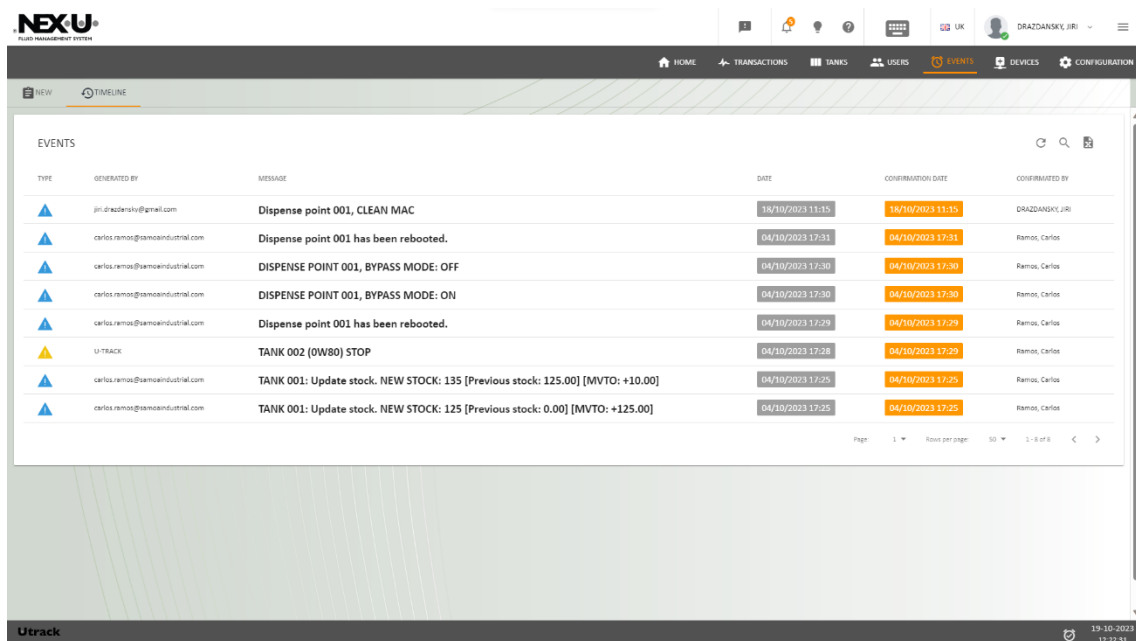 NEX·U·
FLUID MANAGEMENT SYSTEM
5
UK
DRAZDANSKY, JIRI
HOME TRANSACTIONS TANKS USERS EVENTS DEVICES CONFIGURATION
NEW TIMELINE
EVENTS
TYPE GENERATED BY MESSAGE DATE CONFIRMATION DATE CONFIRMATED BY
jiri.drazdansky@gmail.com Dispense point 001, CLEAN MAC 18/10/2023 11:15 18/10/2023 11:15 DRAZDANSKY, JIRI
carlos.ramos@samoaindustrial.com Dispense point 001 has been rebooted. 04/10/2023 17:31 04/10/2023 17:31 Ramos, Carlos
carlos.ramos@samoaindustrial.com DISPENSE POINT 001, BYPASS MODE: OFF 04/10/2023 17:30 04/10/2023 17:30 Ramos, Carlos
carlos.ramos@samoaindustrial.com DISPENSE POINT 001, BYPASS MODE: ON 04/10/2023 17:30 04/10/2023 17:30 Ramos, Carlos
carlos.ramos@samoaindustrial.com Dispense point 001 has been rebooted. 04/10/2023 17:29 04/10/2023 17:29 Ramos, Carlos
U-TRACK TANK 002 (0W80) STOP 04/10/2023 17:28 04/10/2023 17:29 Ramos, Carlos
carlos.ramos@samoaindustrial.com TANK 001: Update stock. NEW STOCK: 135 [Previous stock: 125.00] [MVTO: +10.00] 04/10/2023 17:25 04/10/2023 17:25 Ramos, Carlos
carlos.ramos@samoaindustrial.com TANK 001: Update stock. NEW STOCK: 125 [Previous stock: 0.00] [MVTO: +125.00] 04/10/2023 17:25 04/10/2023 17:25 Ramos, Carlos
Page: 1 Rows per page: 50 1 - 8 of 8
Utrack
19-10-2023
12:22:31